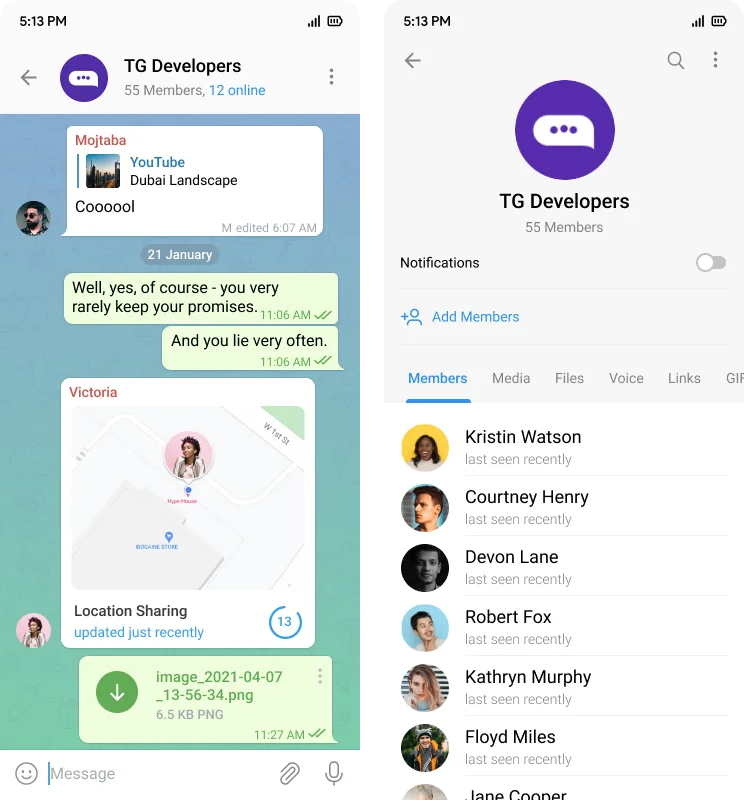 5:13 PM
TG Developers
55 Members, 12 online
Mojtaba
YouTube
Dubai Landscape
Coooool
M edited 6:07 AM
21 January
Well, yes, of course - you very
rarely keep your promises.
11:06 AM
And you lie very often.
11:06 AM
Victoria
W 1st St
Hype House
IBOGAINE STORE
Location Sharing
updated just recently
13
image_2021-04-07
_13-56-34.png
6.5 KB PNG
11:27 AM
Message
5:13 PM
TG Developers
55 Members
Notifications
Add Members
Members Media Files Voice Links GIF
Kristin Watson
last seen recently
Courtney Henry
last seen recently
Devon Lane
last seen recently
Robert Fox
last seen recently
Kathryn Murphy
last seen recently
Floyd Miles
last seen recently
Jane Cooper